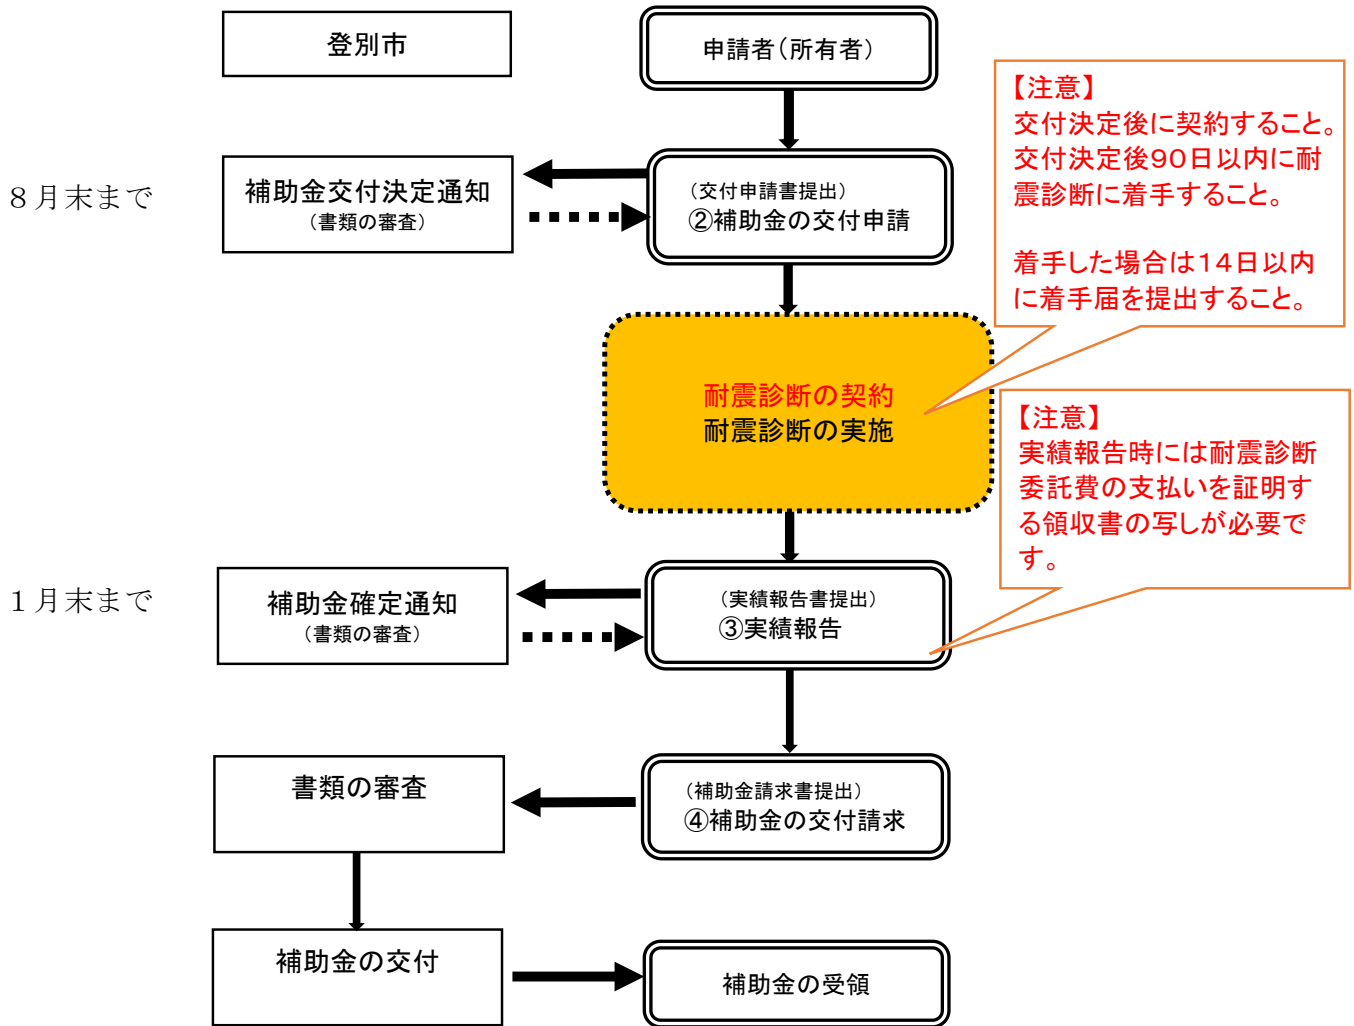 登別市
申請者(所有者)
【注意】
交付決定後に契約すること。
交付決定後90日以内に耐
震診断に着手すること。
着手した場合は14日以内
に着手届を提出すること。
8月末まで
補助金交付決定通知
(書類の審査)
(交付申請書提出)
②補助金の交付申請
耐震診断の契約
耐震診断の実施
【注意】
実績報告時には耐震診断
委託費の支払いを証明す
る領収書の写しが必要で
す。
1月末まで
補助金確定通知
(書類の審査)
(実績報告書提出)
③実績報告
書類の審査
(補助金請求書提出)
④補助金の交付請求
補助金の交付
補助金の受領